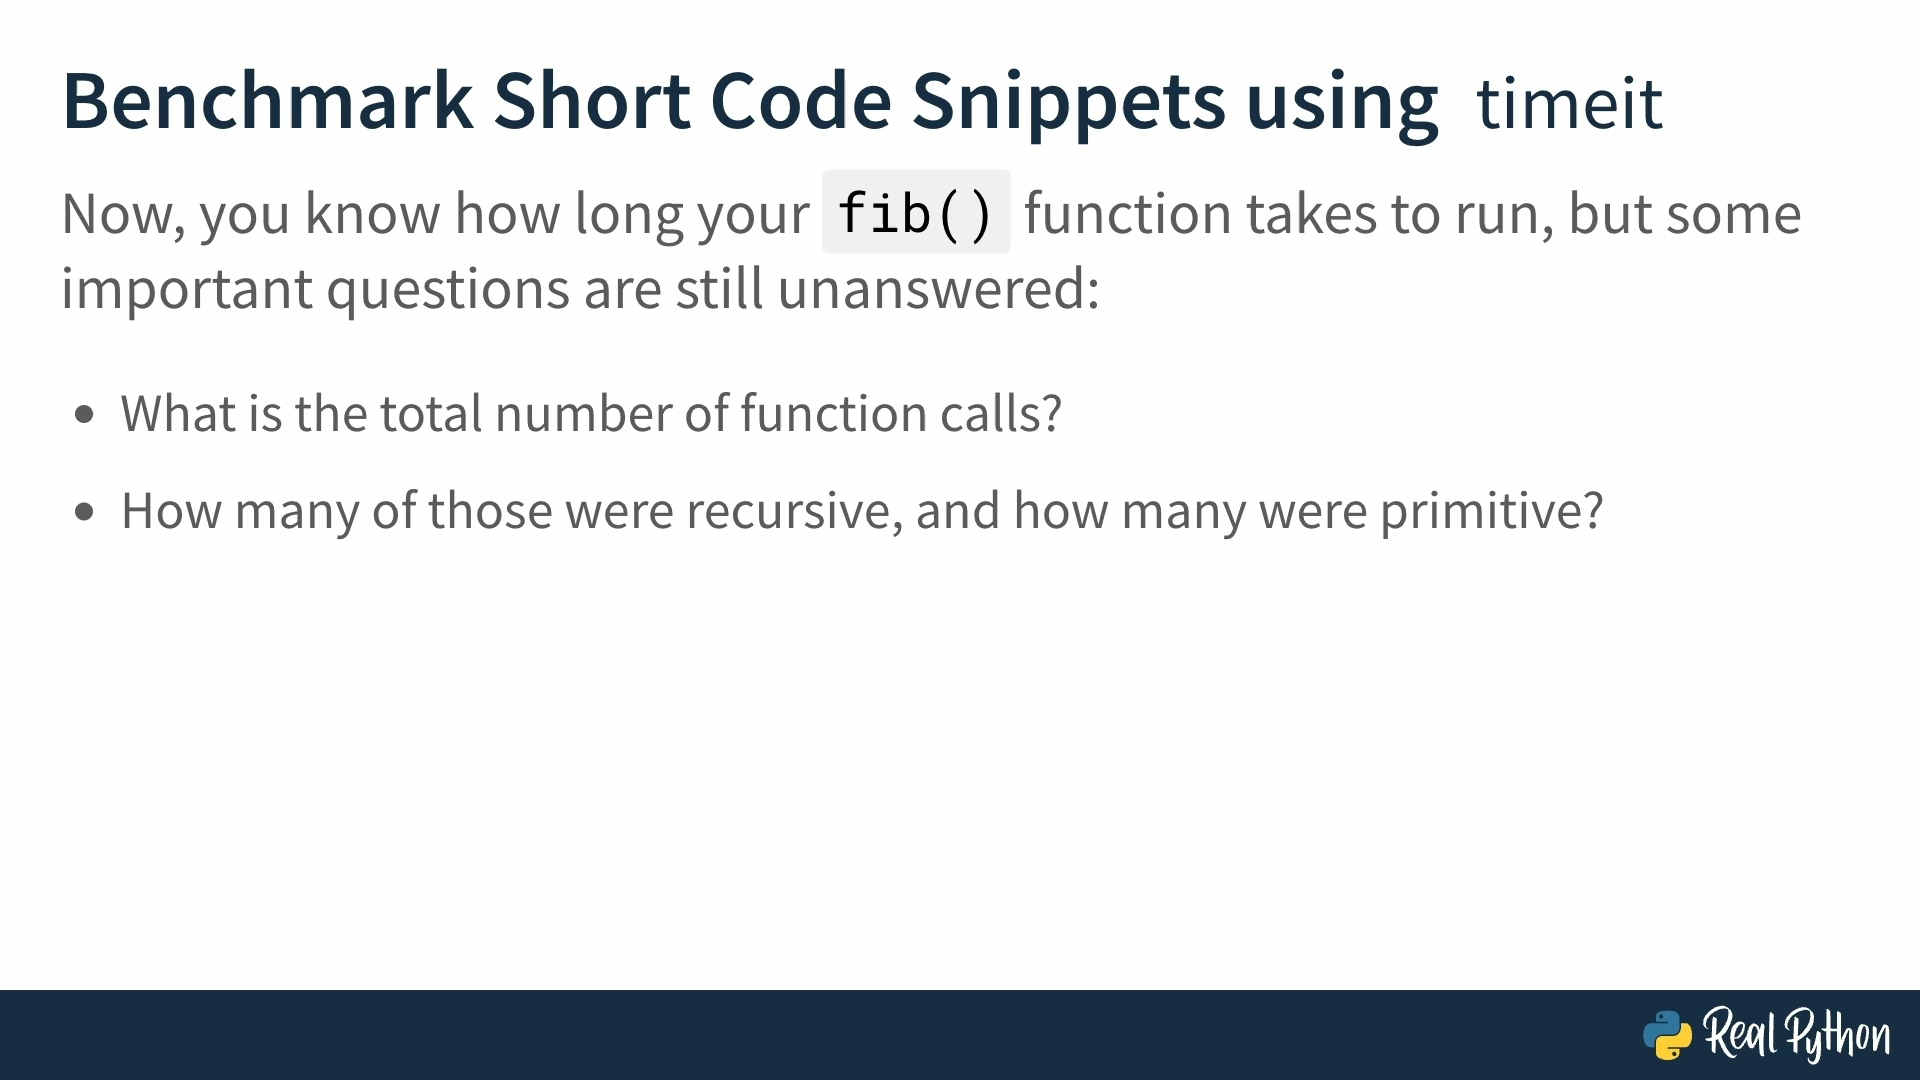 Benchmark Short Code Snippets using timeit
Now, you know how long your fib() function takes to run, but some
important questions are still unanswered:
• What is the total number of function calls?
• How many of those were recursive, and how many were primitive?
Real Python